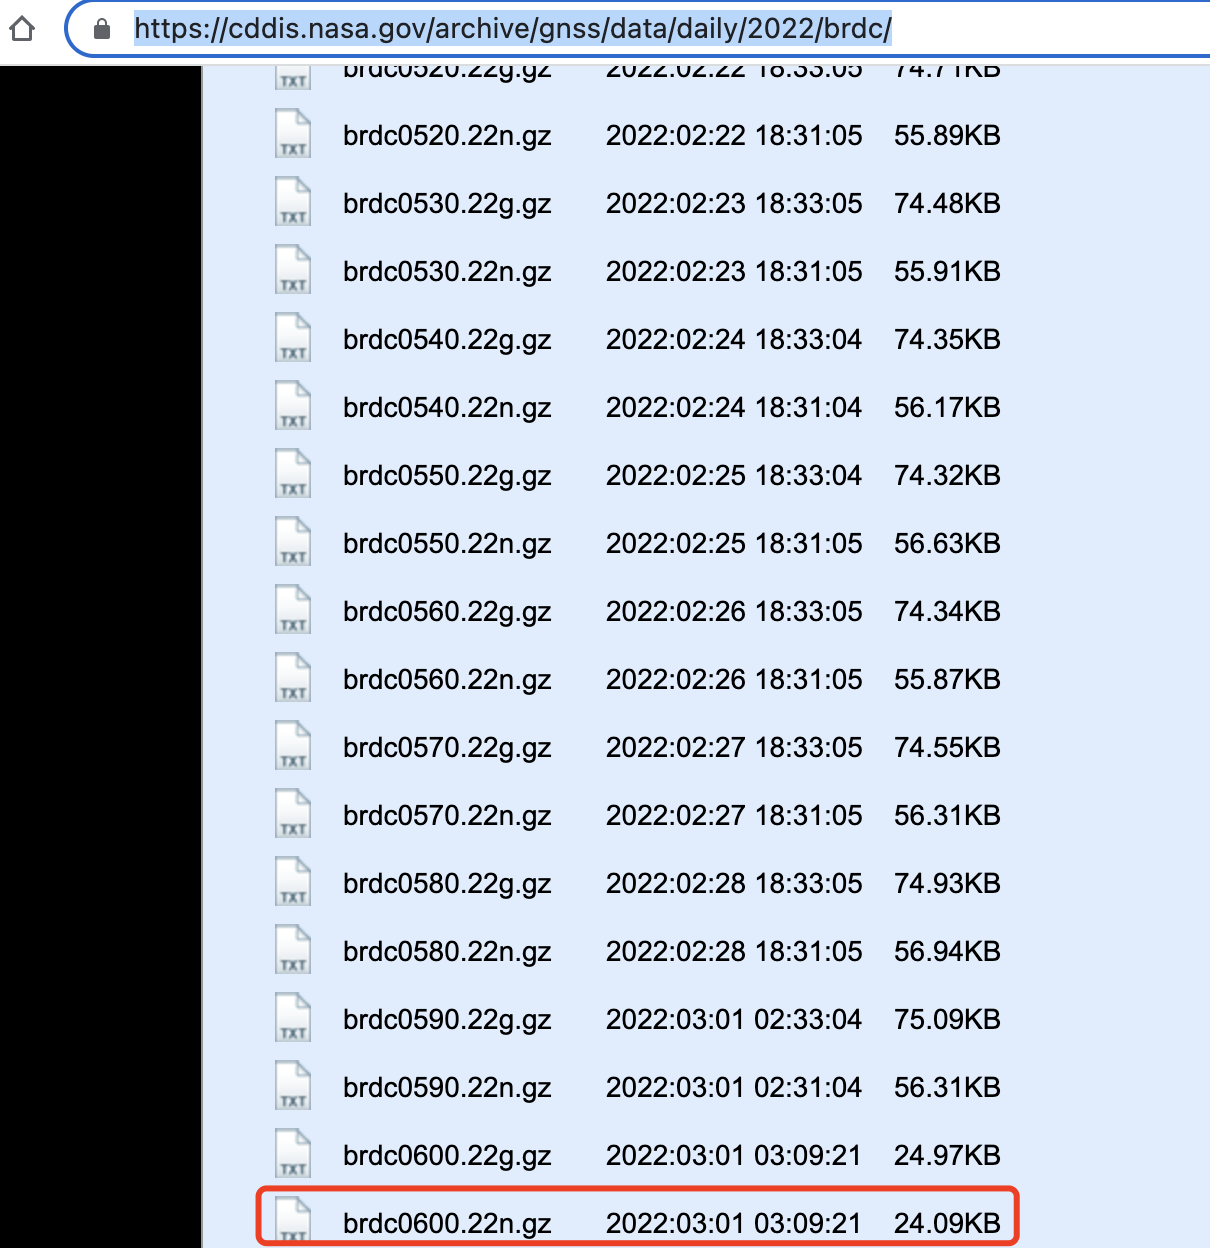 https://cddis.nasa.gov/archive/gnss/data/daily/2022/brdc/
TXT brdc0520.22g.gz 2022:02:22 18:33:05 74.71KB
TXT brdc0520.22n.gz 2022:02:22 18:31:05 55.89KB
TXT brdc0530.22g.gz 2022:02:23 18:33:05 74.48KB
TXT brdc0530.22n.gz 2022:02:23 18:31:05 55.91KB
TXT brdc0540.22g.gz 2022:02:24 18:33:04 74.35KB
TXT brdc0540.22n.gz 2022:02:24 18:31:04 56.17KB
TXT brdc0550.22g.gz 2022:02:25 18:33:04 74.32KB
TXT brdc0550.22n.gz 2022:02:25 18:31:05 56.63KB
TXT brdc0560.22g.gz 2022:02:26 18:33:05 74.34KB
TXT brdc0560.22n.gz 2022:02:26 18:31:05 55.87KB
TXT brdc0570.22g.gz 2022:02:27 18:33:05 74.55KB
TXT brdc0570.22n.gz 2022:02:27 18:31:05 56.31KB
TXT brdc0580.22g.gz 2022:02:28 18:33:05 74.93KB
TXT brdc0580.22n.gz 2022:02:28 18:31:05 56.94KB
TXT brdc0590.22g.gz 2022:03:01 02:33:04 75.09KB
TXT brdc0590.22n.gz 2022:03:01 02:31:04 56.31KB
TXT brdc0600.22g.gz 2022:03:01 03:09:21 24.97KB
TXT brdc0600.22n.gz 2022:03:01 03:09:21 24.09KB